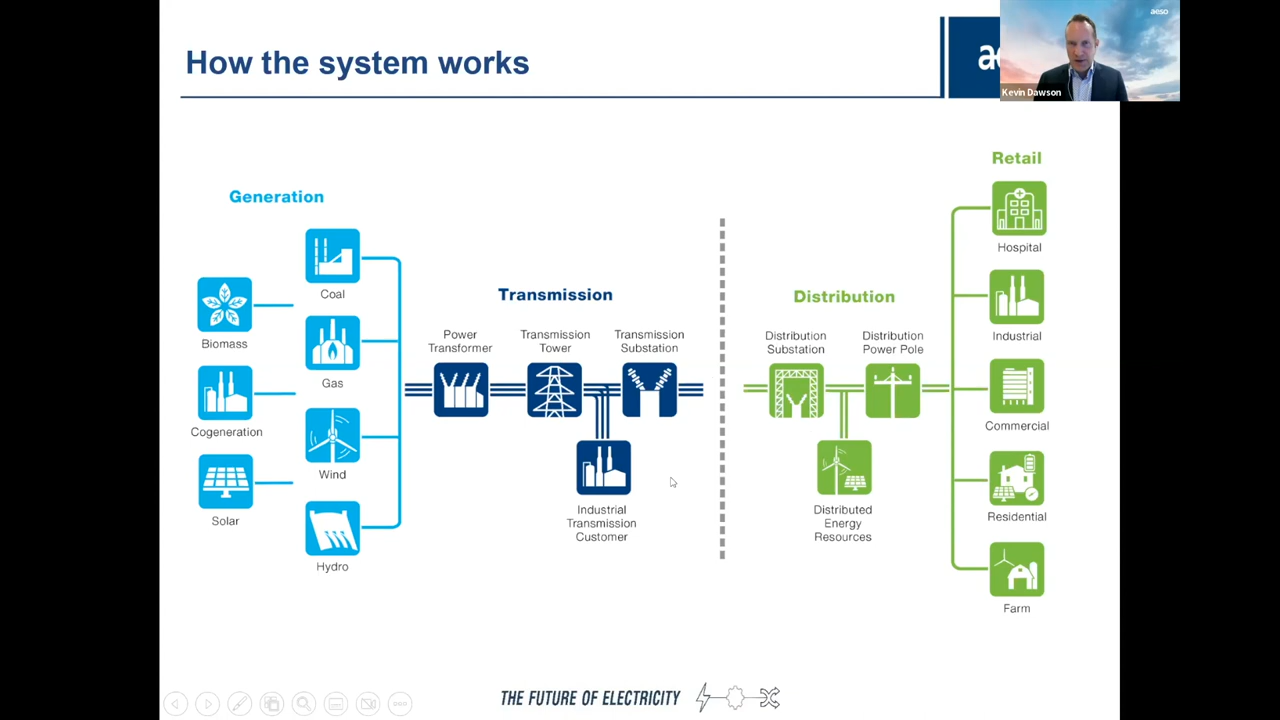 How the system works
aeso
Kevin Dawson
Generation
Coal
Biomass
Gas
Cogeneration
Wind
Solar
Hydro
Transmission
Power
Transformer
Transmission
Tower
Transmission
Substation
Industrial
Transmission
Customer
Distribution
Distribution
Substation
Distribution
Power Pole
Distributed
Energy
Resources
Retail
Hospital
Industrial
Commercial
Residential
Farm
THE FUTURE OF ELECTRICITY